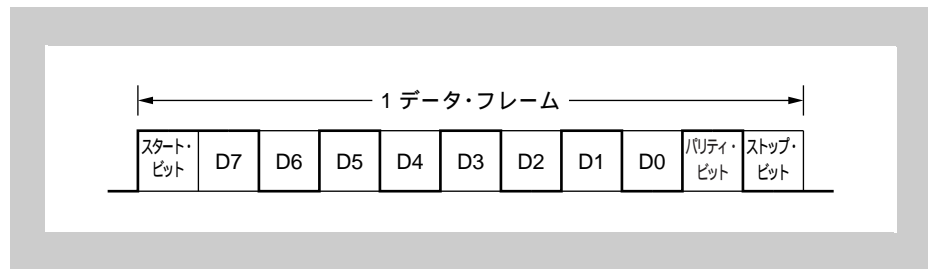 1 データ・フレーム
スタート・
ビット
D7
D6
D5
D4
D3
D2
D1
D0
パリティ・
ビット
ストップ・
ビット